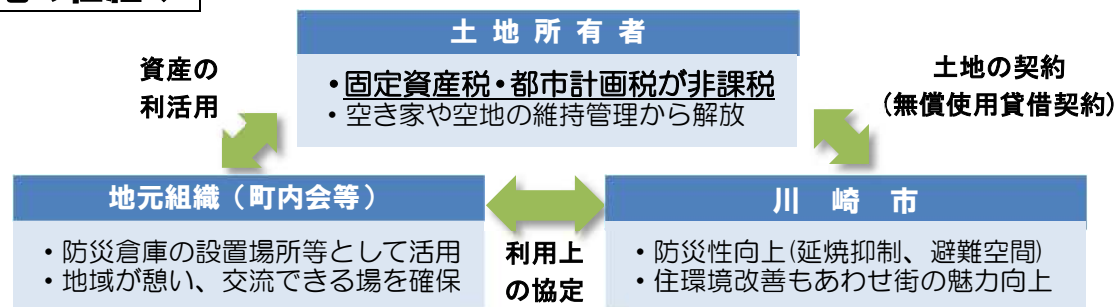 土地所有者
・固定資産税・都市計画税が非課税
・空き家や空地の維持管理から解放
資産の
利活用
土地の契約
(無償使用貸借契約)
地元組織（町内会等）
・防災倉庫の設置場所等として活用
・地域が憩い、交流できる場を確保
利用上
の協定
川崎市
・防災性向上(延焼抑制、避難空間)
・住環境改善もあわせ街の魅力向上